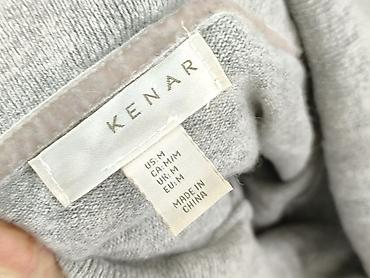 KENAR
US: M
CA: M/M
UK: M
EU: M
MADE IN
CHINA